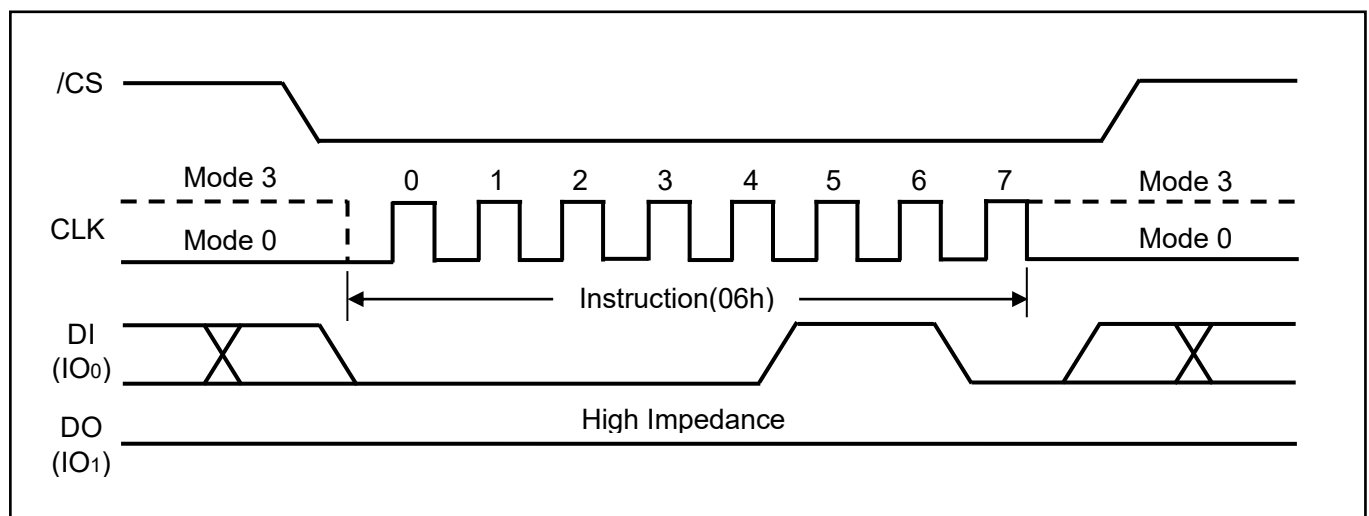 /CS
Mode 3 0 1 2 3 4 5 6 7 Mode 3
CLK
Mode 0 Mode 0
Instruction(06h)
DI
(IO0)
High Impedance
DO
(IO1)